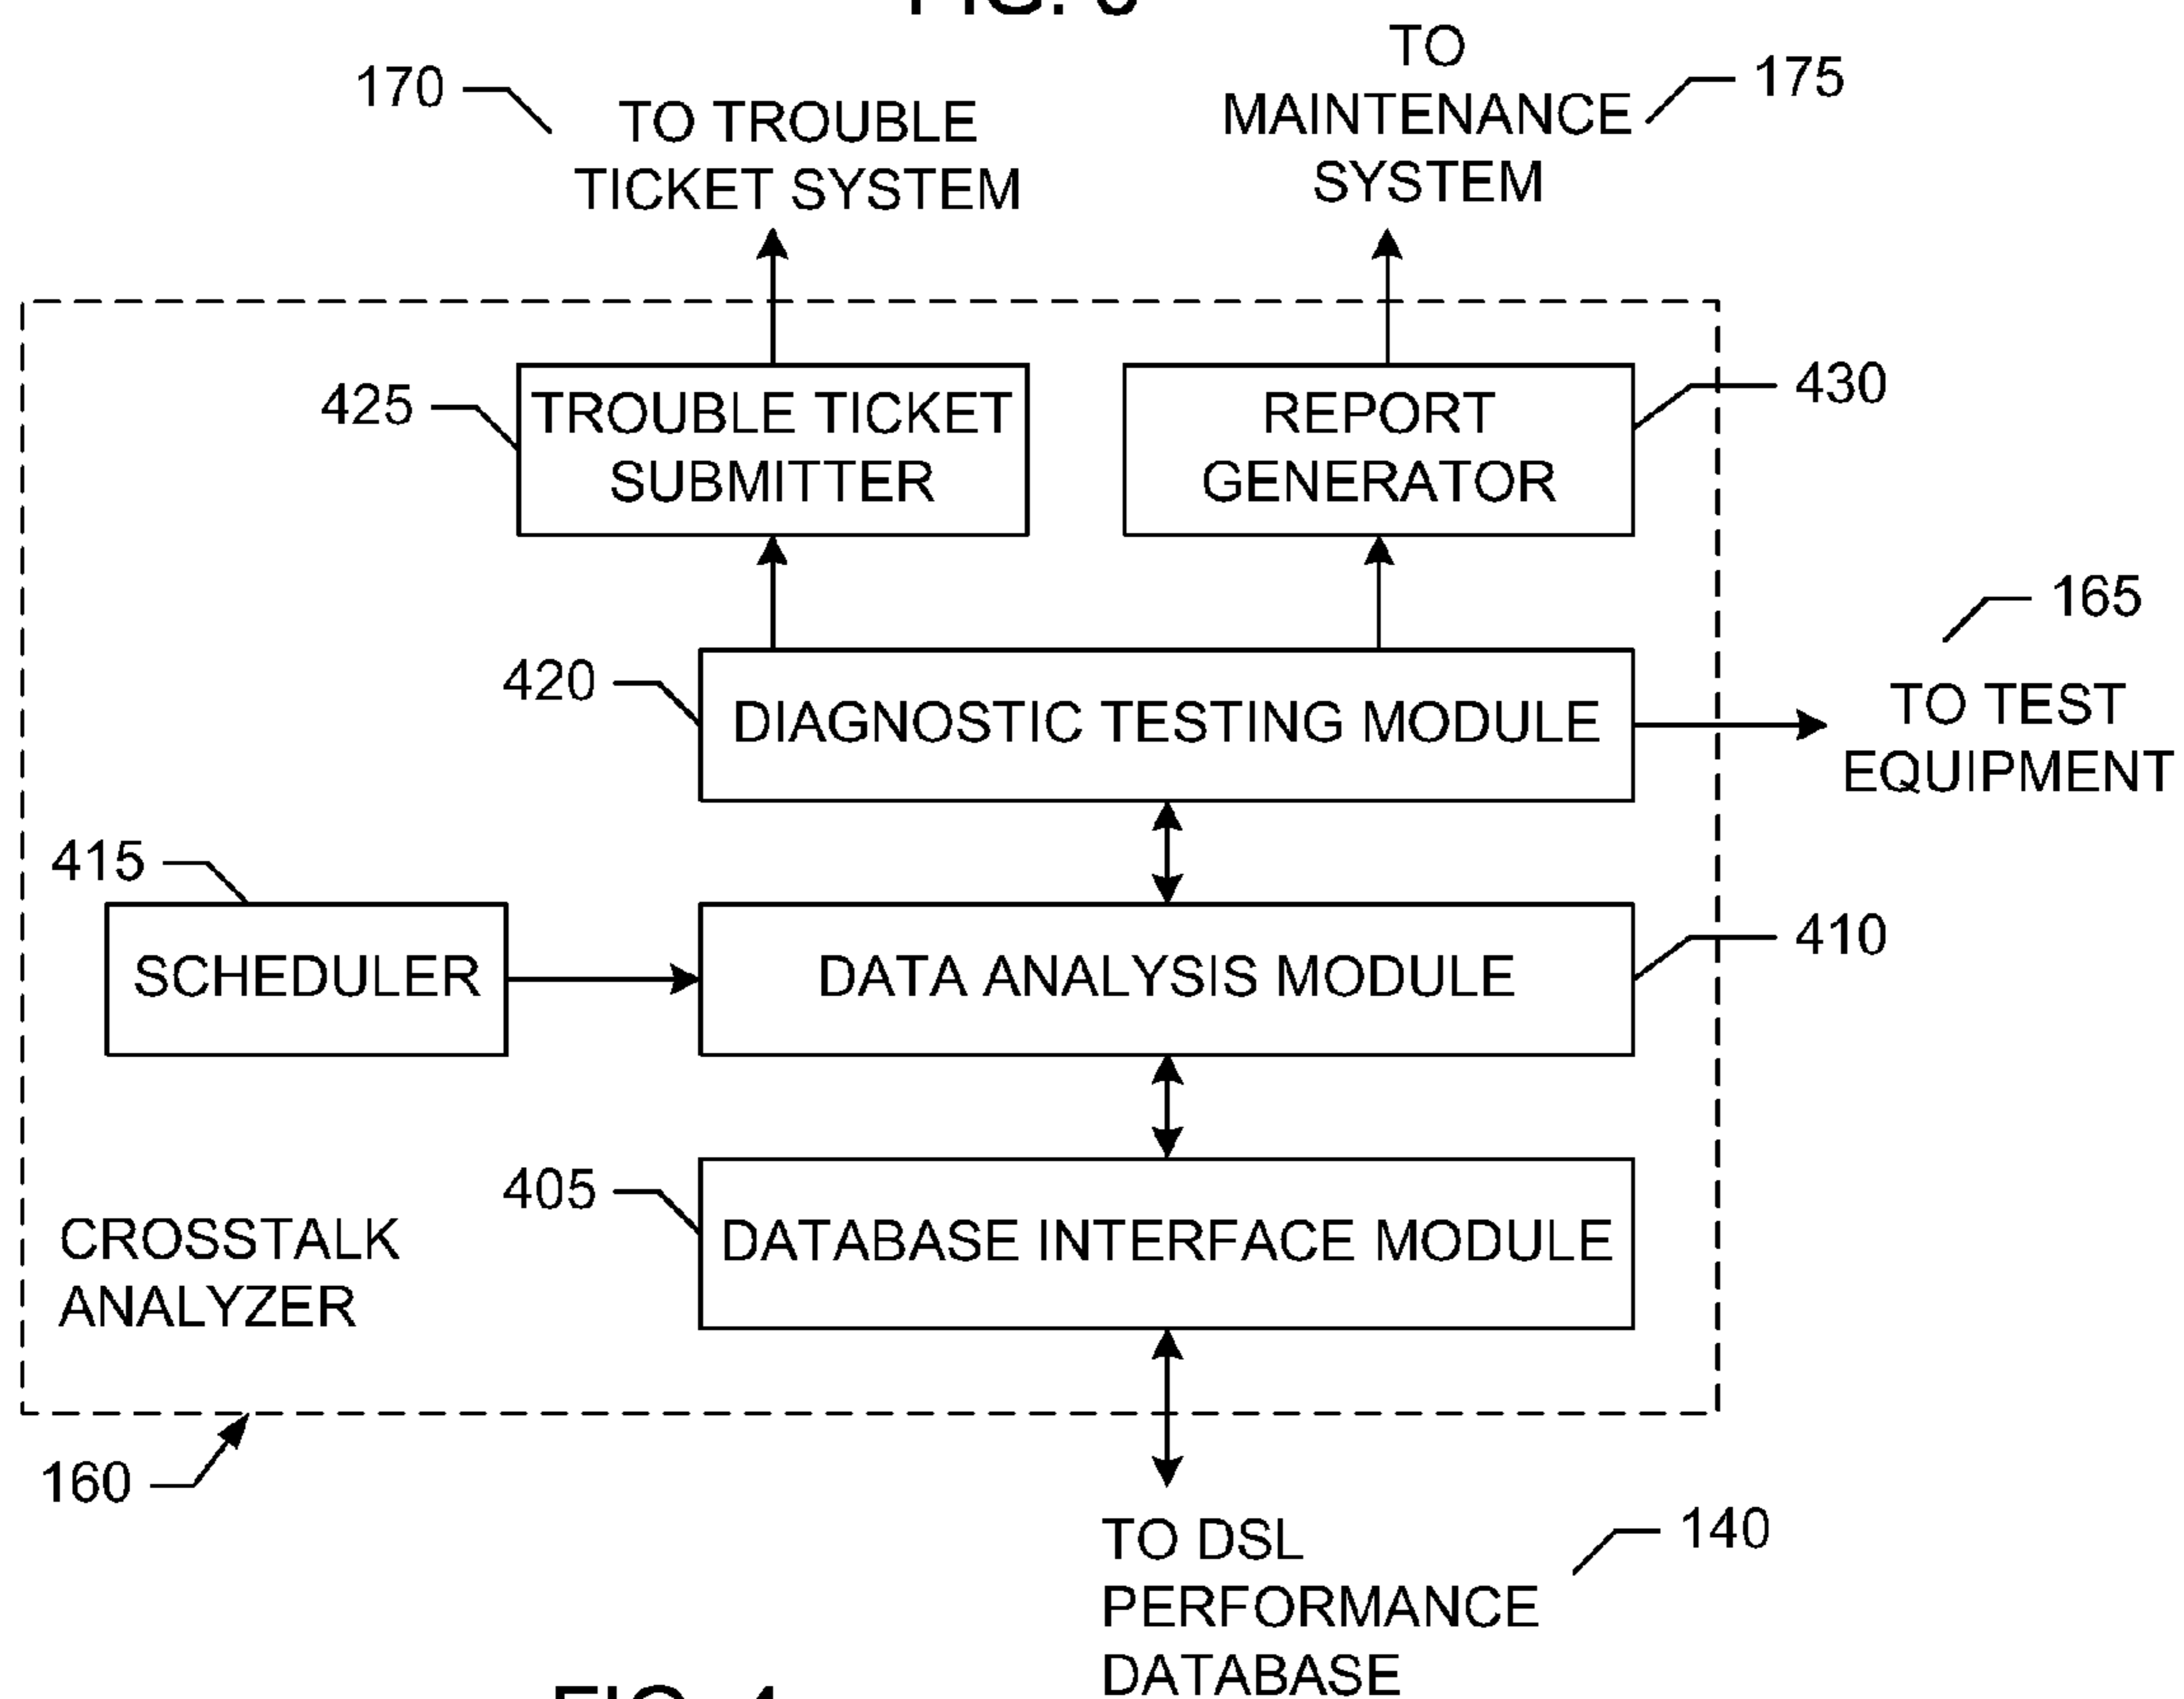 170
TO TROUBLE
TICKET SYSTEM
TO
MAINTENANCE
SYSTEM
175
425
TROUBLE TICKET
SUBMITTER
REPORT
GENERATOR
430
165
TO TEST
EQUIPMENT
420
DIAGNOSTIC TESTING MODULE
415
SCHEDULER
DATA ANALYSIS MODULE
410
405
DATABASE INTERFACE MODULE
CROSSTALK
ANALYZER
160
TO DSL
PERFORMANCE
DATABASE
140